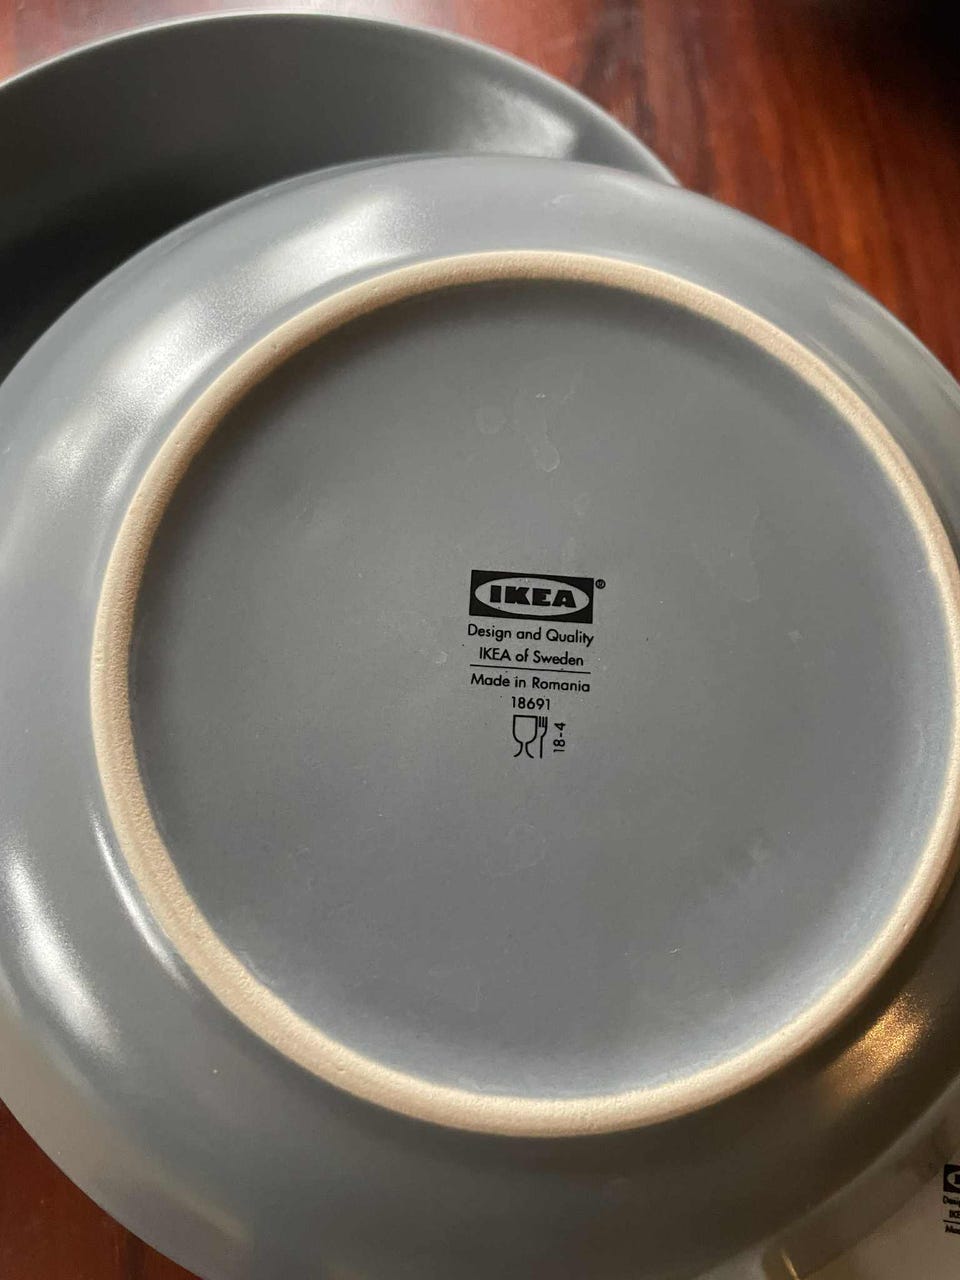 IKEA®
Design and Quality
IKEA of Sweden
Made in Romania
18691
18-4